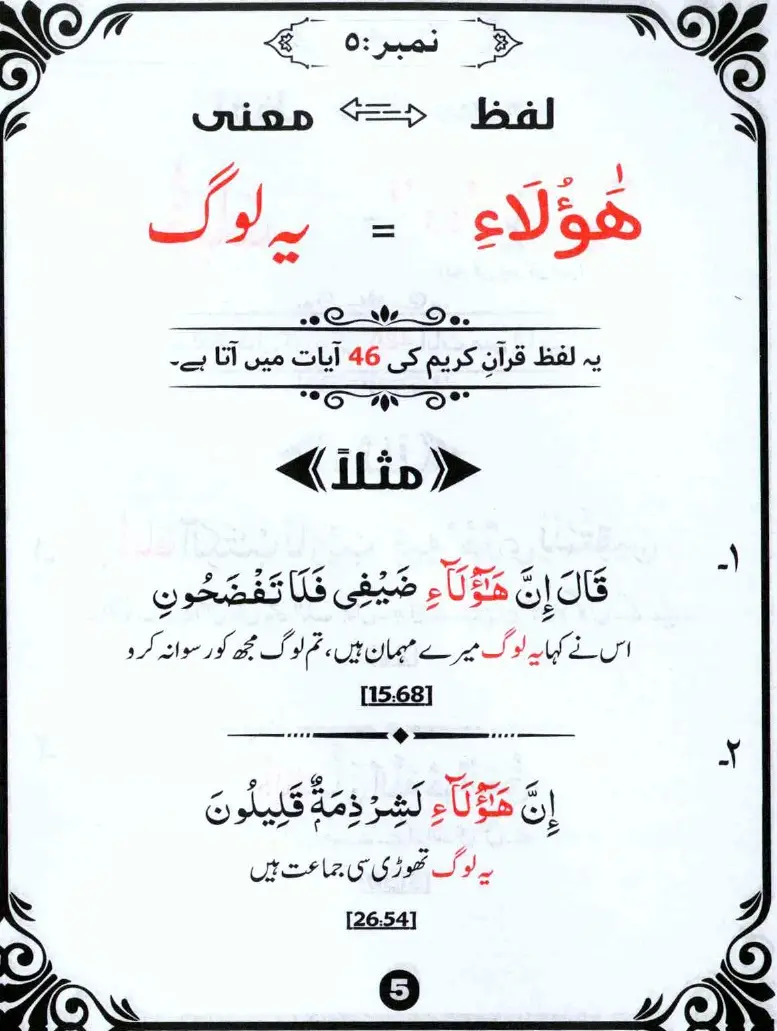 نمبر: ۵
لفظ معنی
هٰؤُلَاءِ = یہ لوگ
یہ لفظ قرآنِ کریم کی 46 آیات میں آتا ہے۔
مثلاً
۱۔
قَالَ إِنَّ هَٰٓؤُلَآءِ ضَيْفِى فَلَا تَفْضَحُونِ
اس نے کہا یہ لوگ میرے مہمان ہیں، تم لوگ مجھ کو رسوا نہ کرو
[15:68]
۲۔
إِنَّ هَٰٓؤُلَآءِ لَشِرْذِمَةٌ قَلِيلُونَ
یہ لوگ تھوڑی سی جماعت ہیں
[26:54]
5